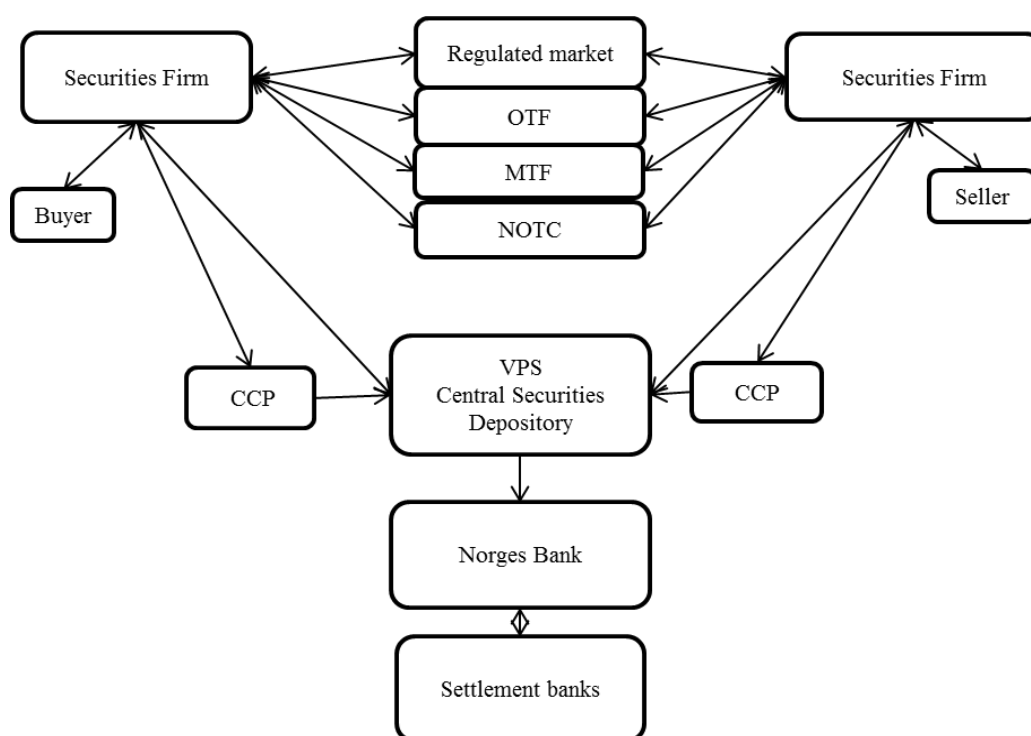 Securities Firm
Regulated market
Securities Firm
OTF
MTF
NOTC
Buyer
Seller
CCP
VPS
Central Securities
Depository
CCP
Norges Bank
Settlement banks